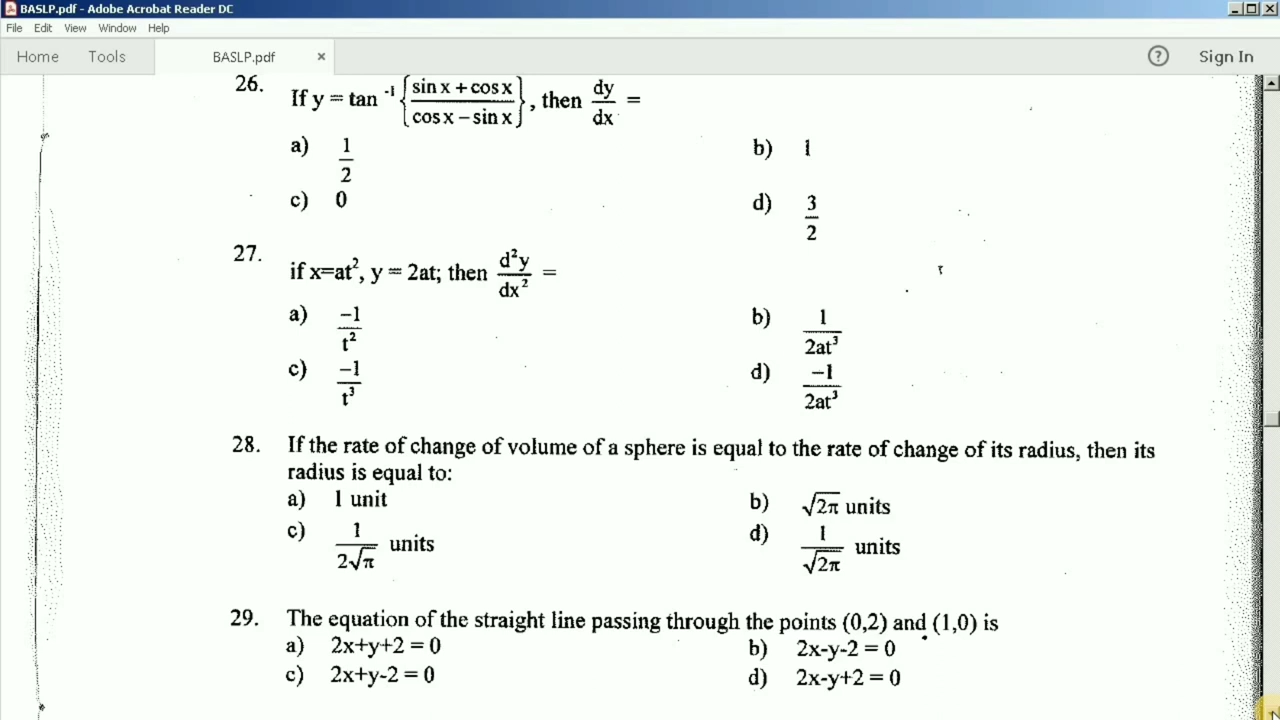 BASLP.pdf - Adobe Acrobat Reader DC
File Edit View Window Help
Home Tools BASLP.pdf × ? Sign In
26. If y = tan ⁻¹ {(sin x + cos x)/(cos x – sin x)}, then dy/dx =
a) 1/2 b) 1
c) 0 d) 3/2
27. if x=at², y = 2at; then d²y/dx² =
a) –1/t² b) 1/2at³
c) –1/t³ d) –1/2at³
28. If the rate of change of volume of a sphere is equal to the rate of change of its radius, then its
radius is equal to:
a) 1 unit b) √2π units
c) 1/2√π units d) 1/√2π units
29. The equation of the straight line passing through the points (0,2) and (1,0) is
a) 2x+y+2 = 0 b) 2x-y-2 = 0
c) 2x+y-2 = 0 d) 2x-y+2 = 0